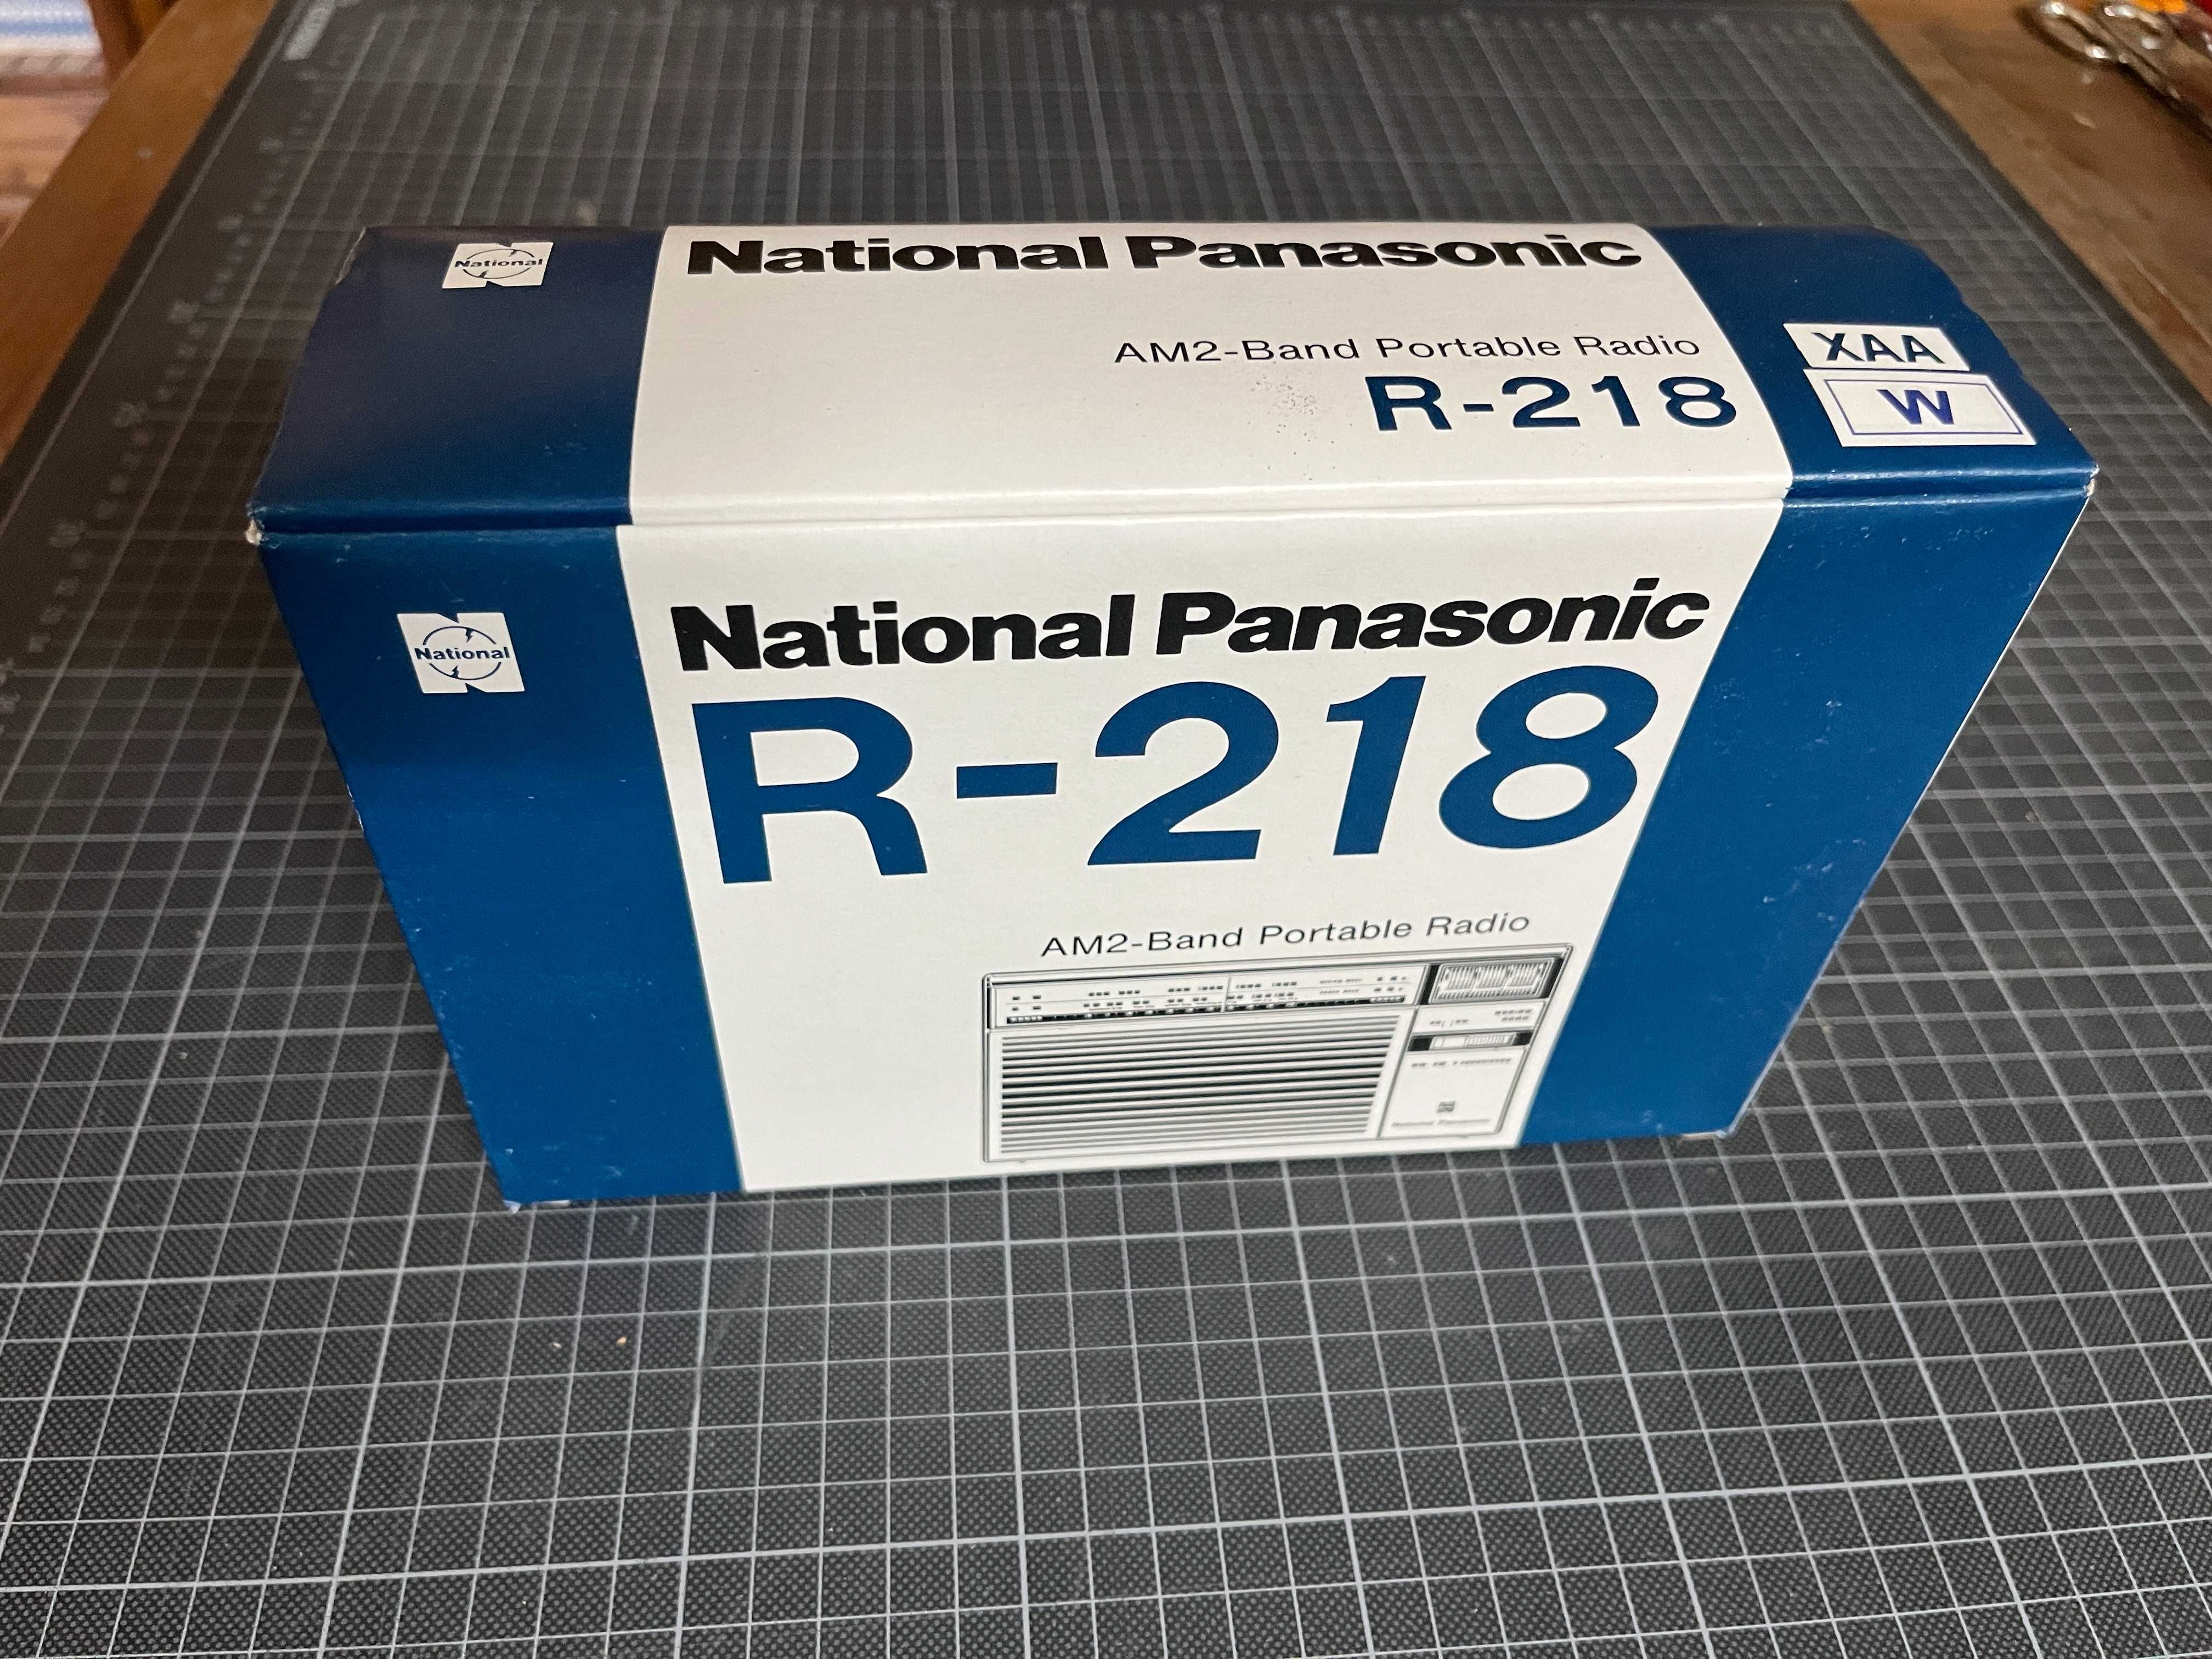 National
National Panasonic
AM2-Band Portable Radio
R-218
XAA
W
National
National Panasonic
R-218
AM2-Band Portable Radio